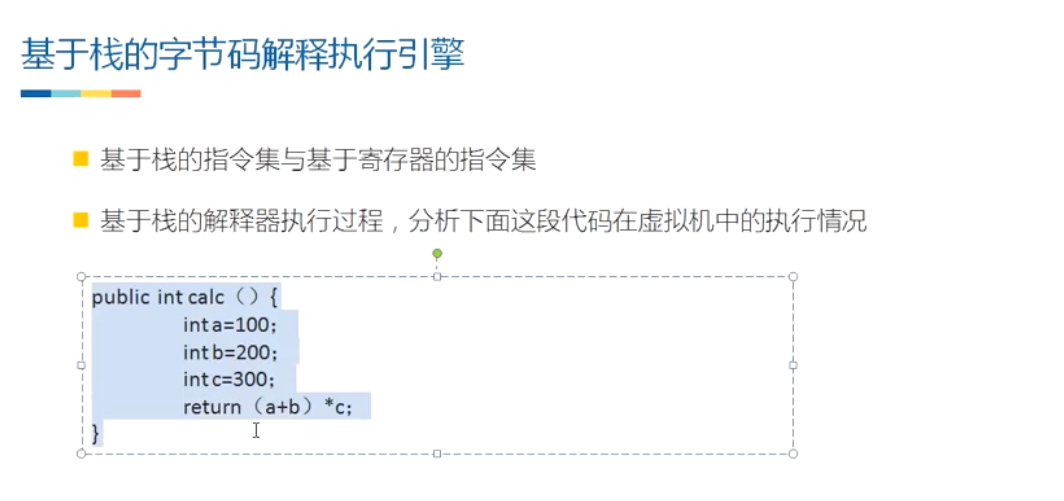 基于栈的字节码解释执行引擎
基于栈的指令集与基于寄存器的指令集
基于栈的解释器执行过程，分析下面这段代码在虚拟机中的执行情况
public int calc（）{
int a=100；
int b=200；
int c=300；
return（a+b）*c；
}